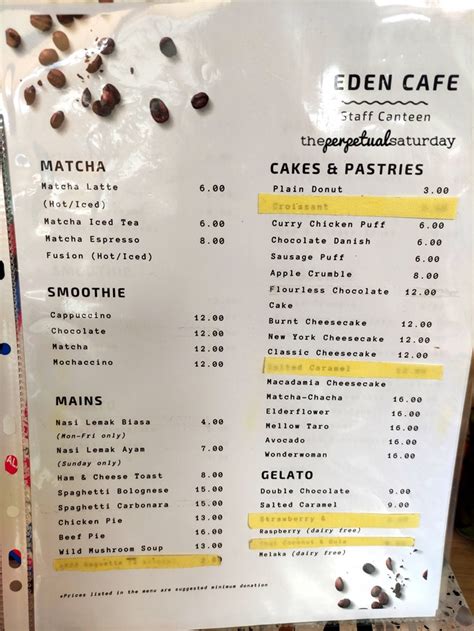 EDEN CAFE
Staff Canteen
theperpetualsaturday
MATCHA
Matcha Latte 6.00
(Hot/Iced)
Matcha Iced Tea 6.00
Matcha Espresso 8.00
Fusion (Hot/Iced)
SMOOTHIE
Cappuccino 12.00
Chocolate 12.00
Matcha 12.00
Mochaccino 12.00
MAINS
Nasi Lemak Biasa 4.00
(Mon-Fri only)
Nasi Lemak Ayam 7.00
(Sunday only)
Ham & Cheese Toast 8.00
Spaghetti Bolognese 15.00
Spaghetti Carbonara 15.00
Chicken Pie 13.00
Beef Pie 16.00
Wild Mushroom Soup 13.00
*Prices listed in the menu are suggested minimum donation
CAKES & PASTRIES
Plain Donut 3.00
Croissant
Curry Chicken Puff 6.00
Chocolate Danish 6.00
Sausage Puff 6.00
Apple Crumble 8.00
Flourless Chocolate 12.00
Cake
Burnt Cheesecake 12.00
New York Cheesecake 12.00
Classic Cheesecake 12.00
Salted Caramel
Macadamia Cheesecake
Matcha-Chacha 16.00
Elderflower 16.00
Mellow Taro 16.00
Avocado 16.00
Wonderwoman 16.00
GELATO
Double Chocolate 9.00
Salted Caramel 9.00
Strawberry &
Raspberry (dairy free)
Melaka (dairy free)